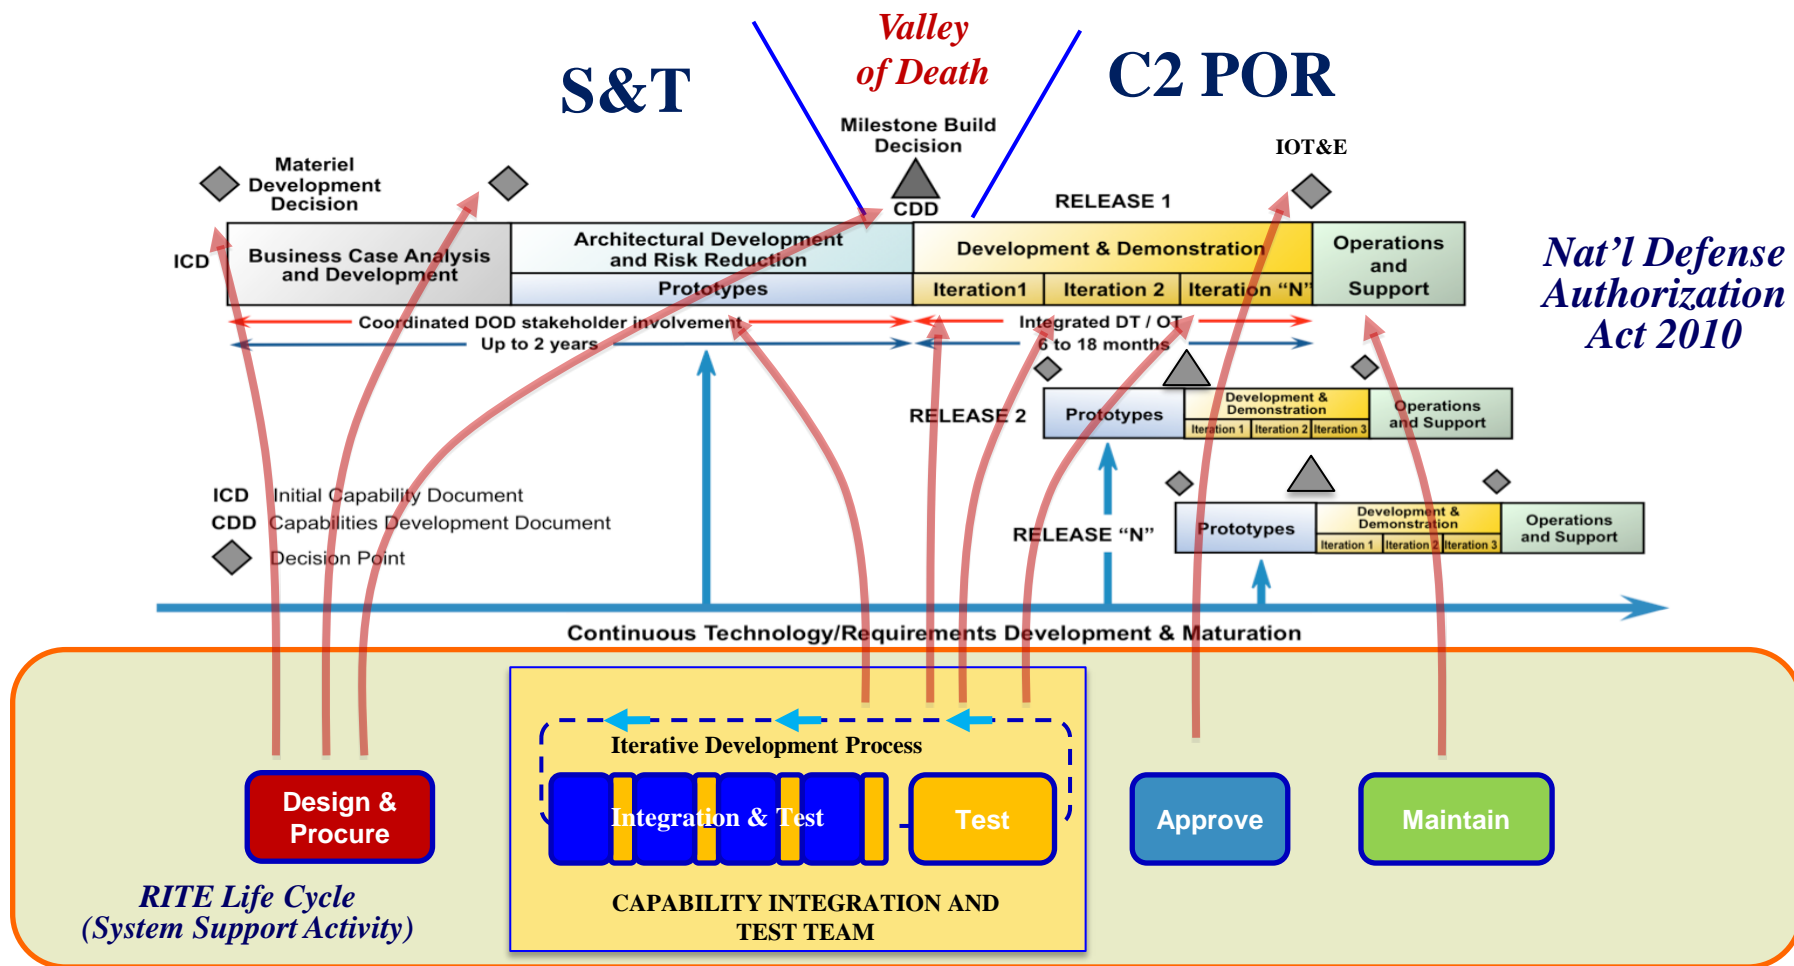 Valley
of Death
S&T
C2 POR
Milestone Build
Decision
IOT&E
Materiel
Development
Decision
CDD
RELEASE 1
ICD
Business Case Analysis
and Development
Architectural Development
and Risk Reduction
Prototypes
Development & Demonstration
Iteration1
Iteration 2
Iteration “N”
Operations
and
Support
Nat’l Defense
Authorization
Act 2010
Coordinated DOD stakeholder involvement
Up to 2 years
Integrated DT / OT
6 to 18 months
RELEASE 2
Prototypes
Development &
Demonstration
Iteration 1
Iteration 2
Iteration 3
Operations
and Support
ICD Initial Capability Document
CDD Capabilities Development Document
Decision Point
RELEASE “N”
Prototypes
Development &
Demonstration
Iteration 1
Iteration 2
Iteration 3
Operations
and Support
Continuous Technology/Requirements Development & Maturation
Iterative Development Process
Design &
Procure
Integration & Test
Test
Approve
Maintain
RITE Life Cycle
(System Support Activity)
CAPABILITY INTEGRATION AND
TEST TEAM